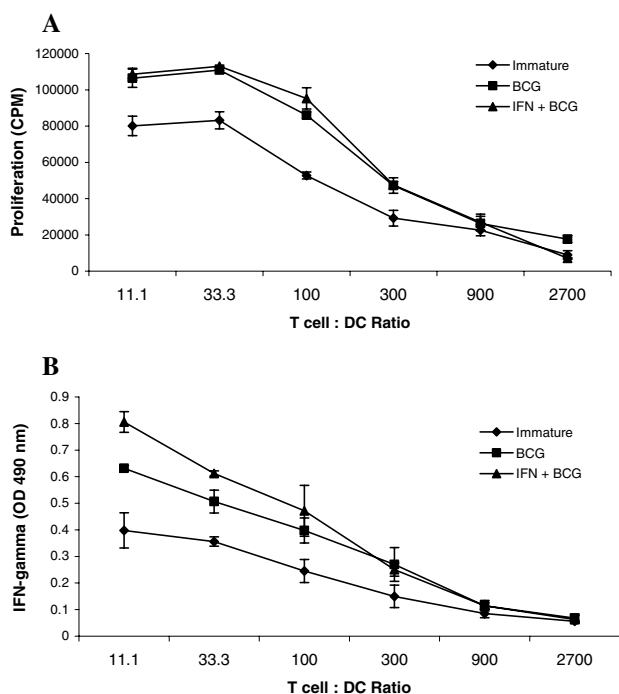 A
120000
100000
80000
60000
40000
20000
0
Proliferation (CPM)
Immature
BCG
IFN + BCG
11.1 33.3 100 300 900 2700
T cell : DC Ratio
B
0.9
0.8
0.7
0.6
0.5
0.4
0.3
0.2
0.1
0
IFN-gamma (OD 490 nm)
Immature
BCG
IFN + BCG
11.1 33.3 100 300 900 2700
T cell : DC Ratio